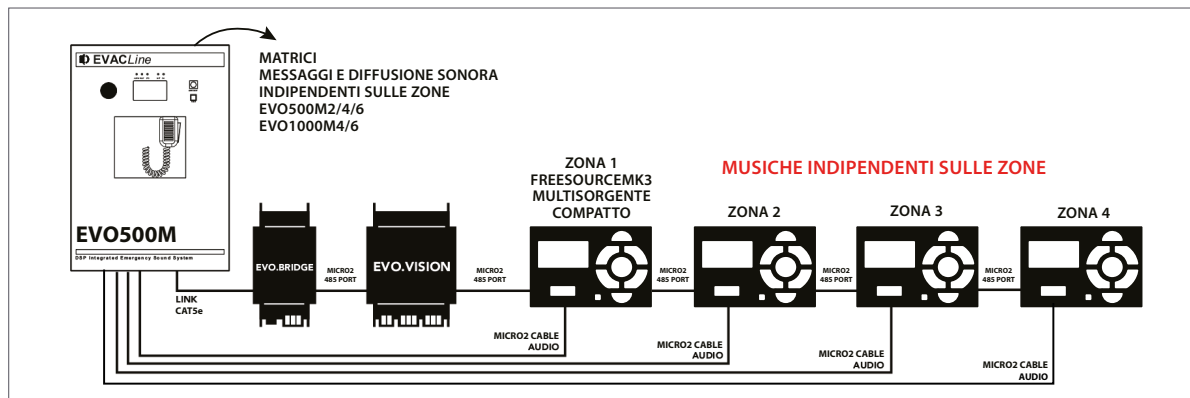 EVACLine
MATRICI
MESSAGGI E DIFFUSIONE SONORA
INDIPENDENTI SULLE ZONE
EVO500M2/4/6
EVO1000M4/6
EVO500M
DSP Integrated Emergency Sound System
LINK
CAT5e
EVO.BRIDGE
MICRO2
485 PORT
EVO.VISION
MICRO2
485 PORT
ZONA 1
FREESOURCEMK3
MULTISORGENTE
COMPATTO
MUSICHE INDIPENDENTI SULLE ZONE
MICRO2
485 PORT
ZONA 2
MICRO2
485 PORT
ZONA 3
MICRO2
485 PORT
ZONA 4
MICRO2 CABLE
AUDIO
MICRO2 CABLE
AUDIO
MICRO2 CABLE
AUDIO
MICRO2 CABLE
AUDIO